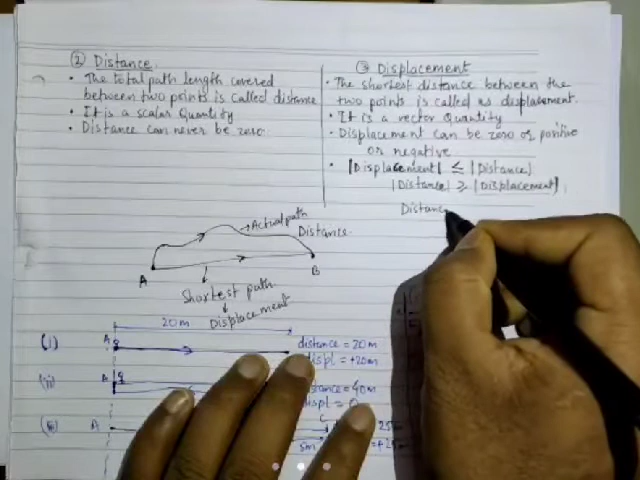 ② Distance
• The total path length covered
between two points is called distance
• It is a scalar Quantity
• Distance can never be zero.
③ Displacement
• The shortest distance between the
two points is called as displacement.
• It is a vector Quantity
• Displacement can be zero or positive
or negative
• |Displacement| ≤ |Distance|
|Distance| ≥ |Displacement|
Distanc
Actual path
Distance
A
B
Shortest path
Displacement
20m
(i) A
distance = 20m
displ = +20m
(ii) A
distance = 40m
displ = 0
A
C
5m